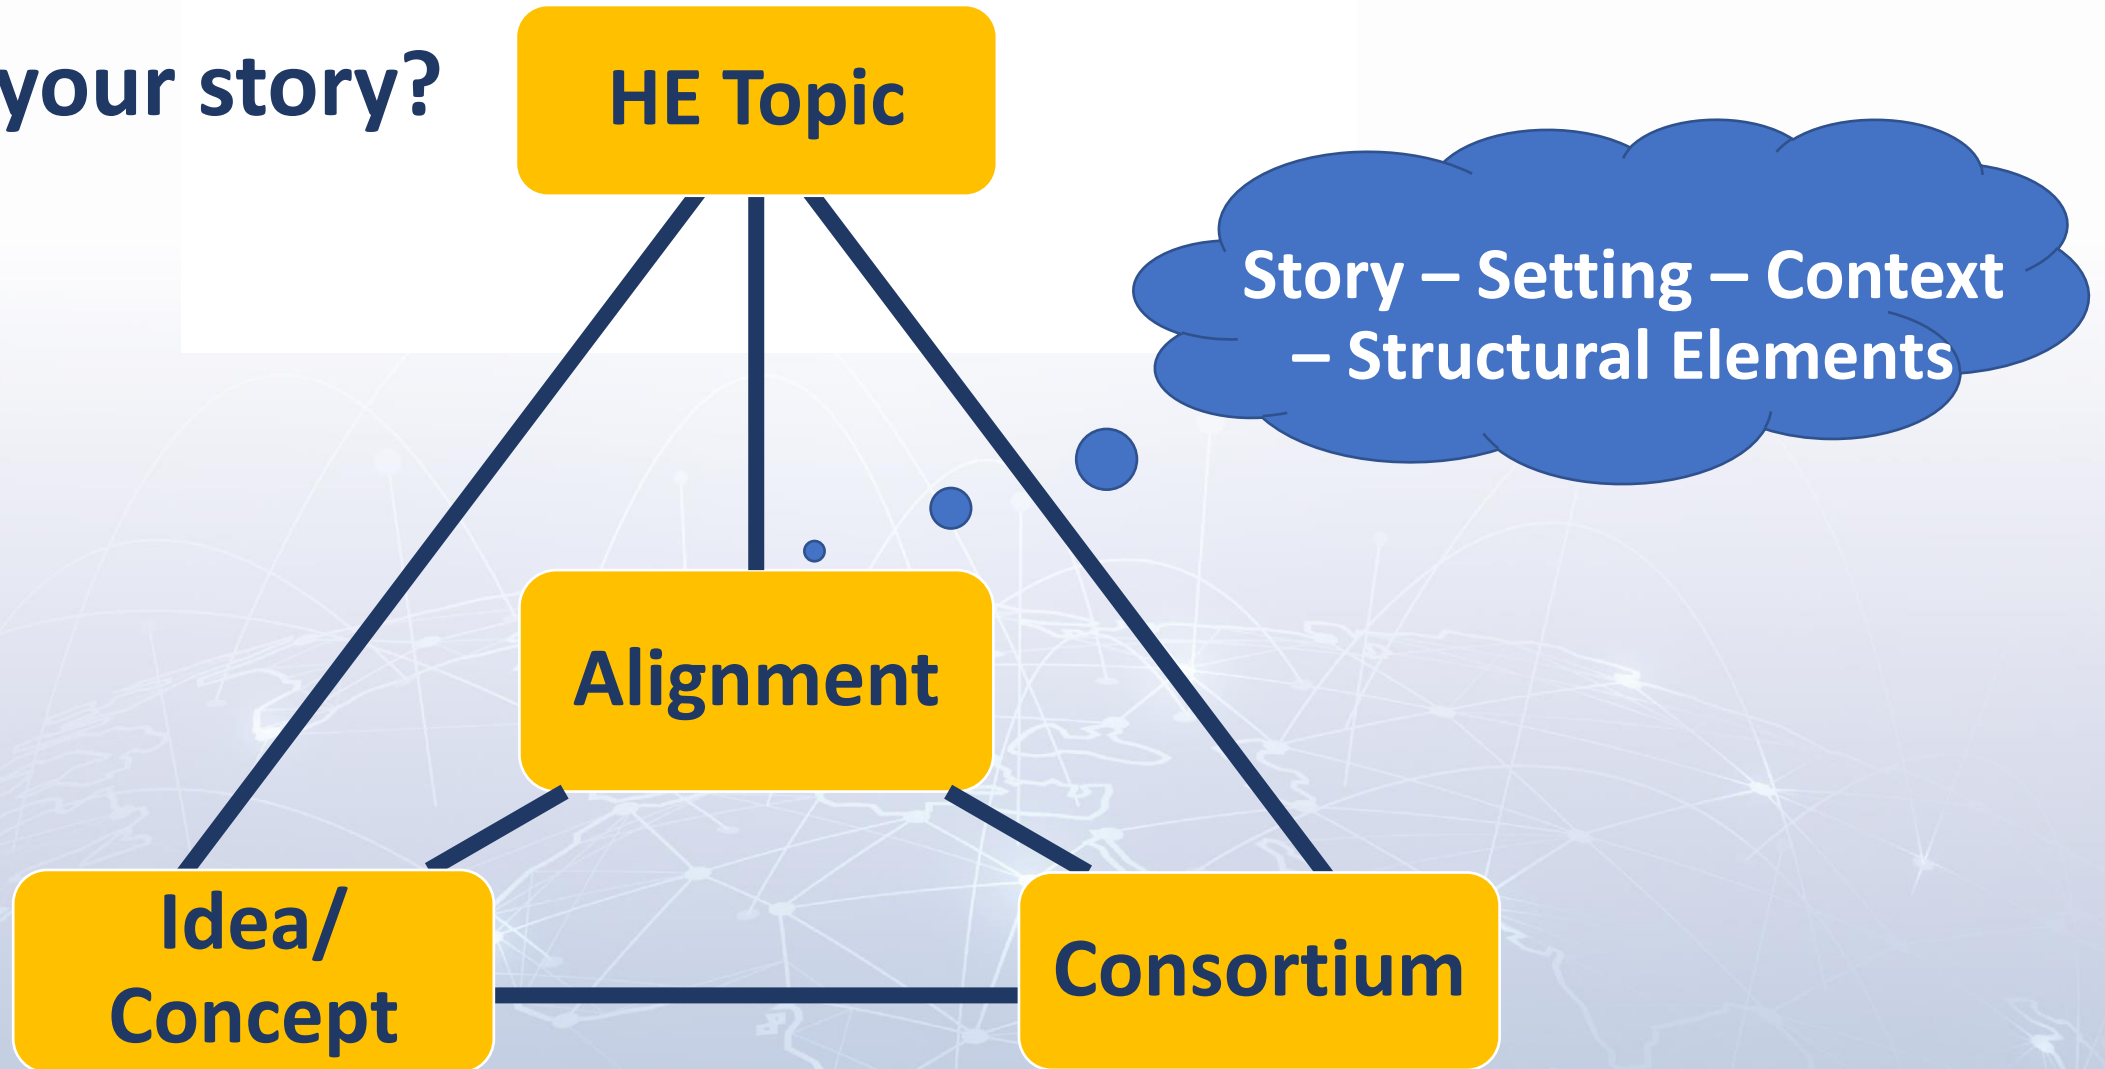 your story?
HE Topic
Story – Setting – Context
– Structural Elements
Alignment
Idea/
Concept
Consortium